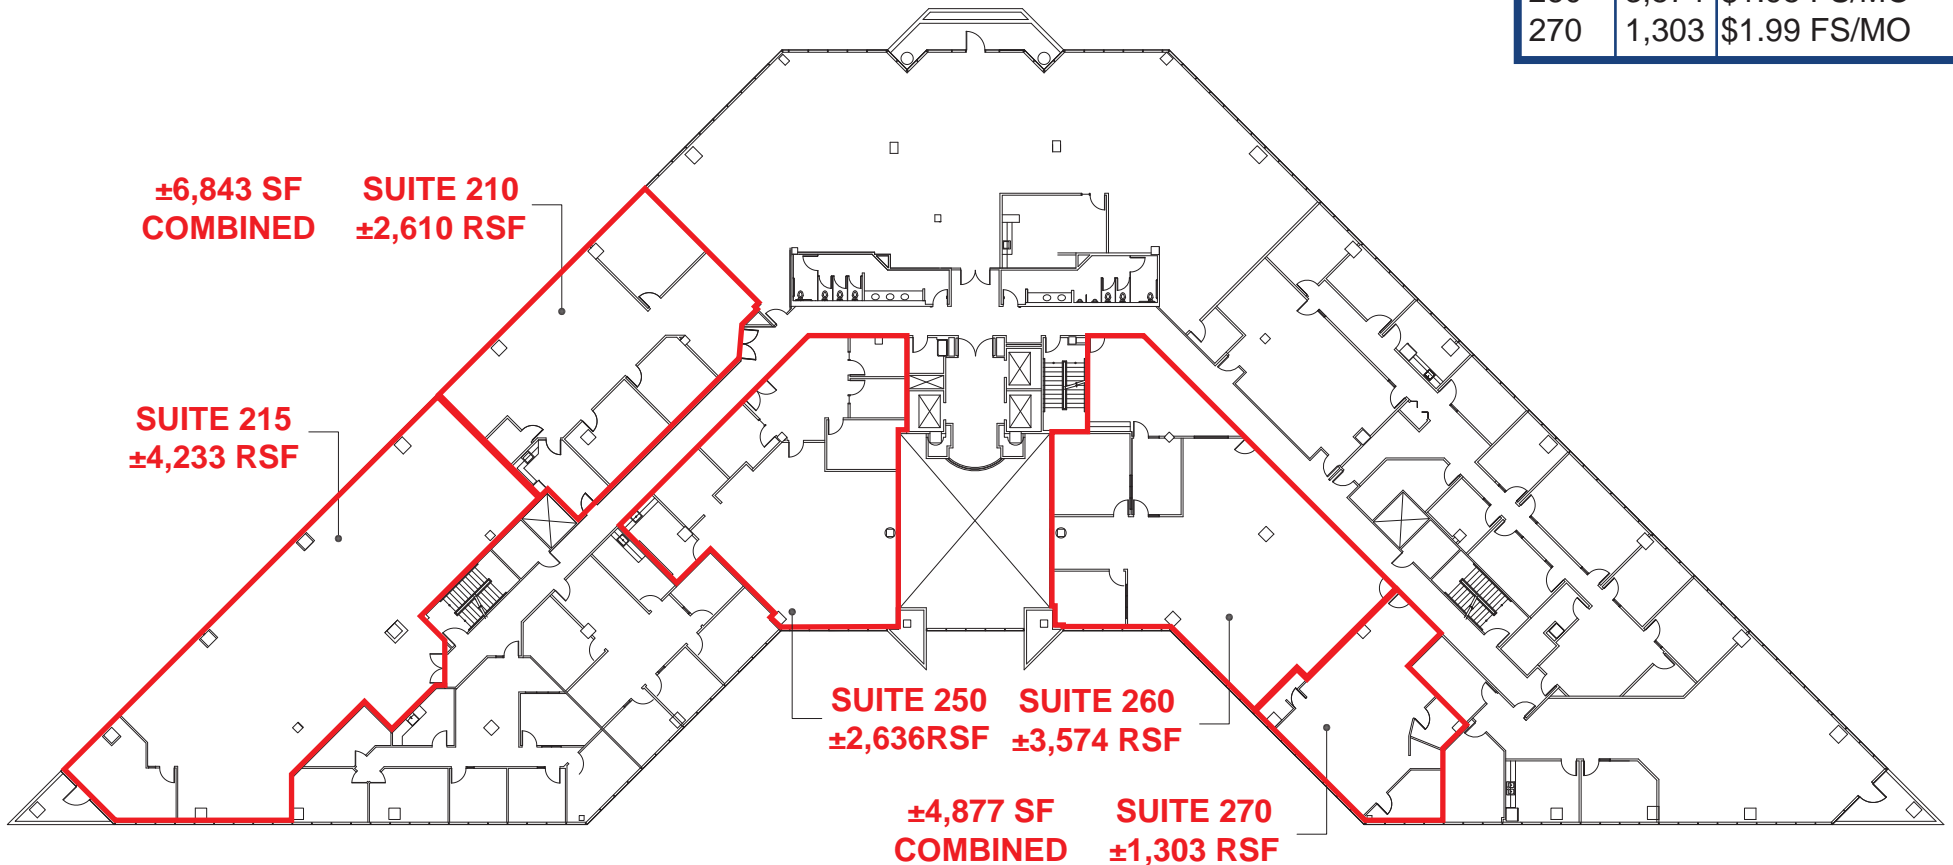 270 1,303 $1.99 FS/MO
±6,843 SF
COMBINED
SUITE 210
±2,610 RSF
SUITE 215
±4,233 RSF
SUITE 250
±2,636RSF
SUITE 260
±3,574 RSF
±4,877 SF
COMBINED
SUITE 270
±1,303 RSF